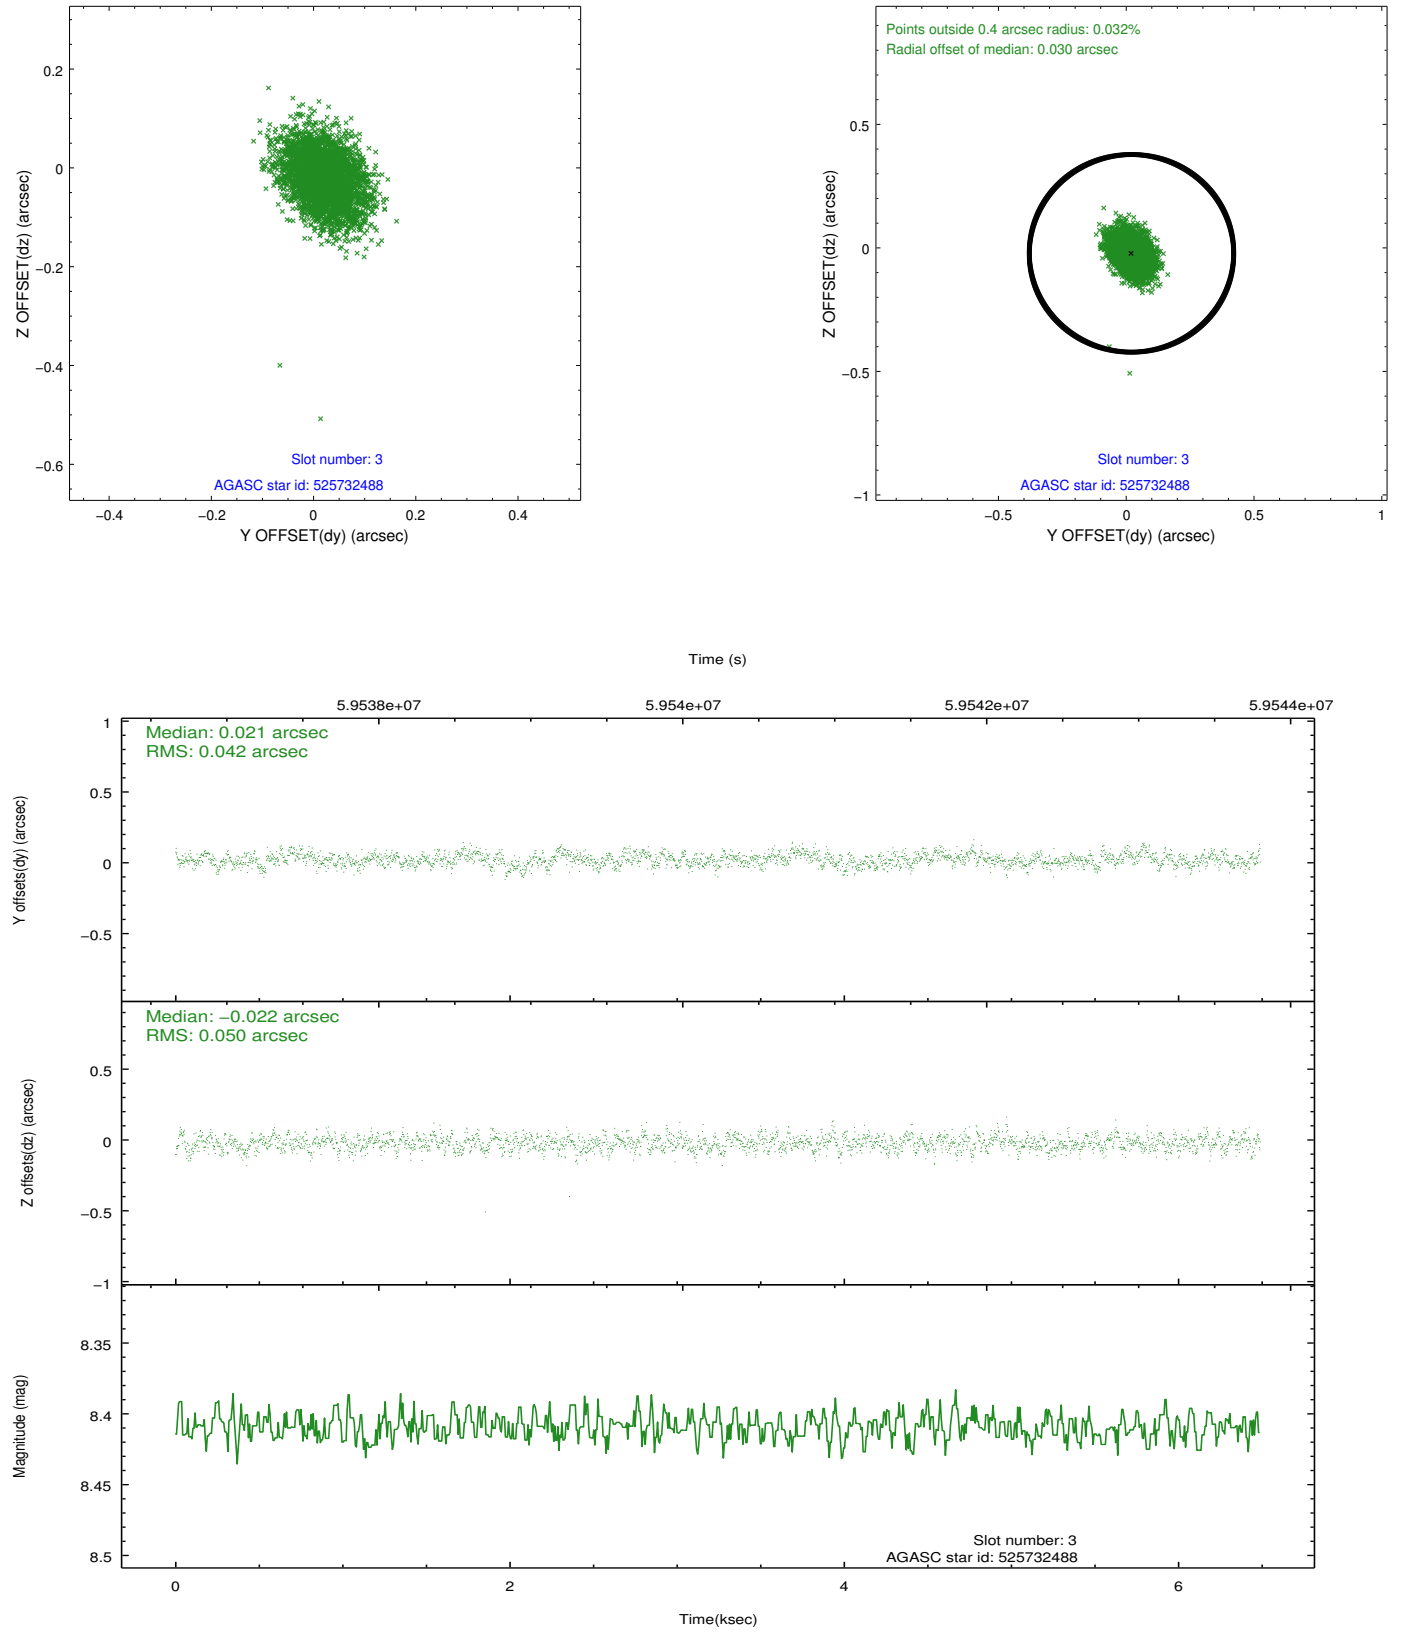 0.2
0
−0.2
−0.4
−0.6
Z OFFSET(dz) (arcsec)
Slot number: 3
AGASC star id: 525732488
−0.4
−0.2
0
0.2
0.4
Y OFFSET(dy) (arcsec)
Points outside 0.4 arcsec radius: 0.032%
Radial offset of median: 0.030 arcsec
0.5
0
−0.5
−1
Z OFFSET(dz) (arcsec)
Slot number: 3
AGASC star id: 525732488
−0.5
0
0.5
1
Y OFFSET(dy) (arcsec)
Time (s)
5.9538e+07
5.954e+07
5.9542e+07
5.9544e+07
Median: 0.021 arcsec
RMS: 0.042 arcsec
1
0.5
0
−0.5
Y offsets(dy) (arcsec)
Median: −0.022 arcsec
RMS: 0.050 arcsec
0.5
0
−0.5
−1
Z offsets(dz) (arcsec)
8.35
8.4
8.45
8.5
Magnitude (mag)
Slot number: 3
AGASC star id: 525732488
0
2
4
6
Time(ksec)